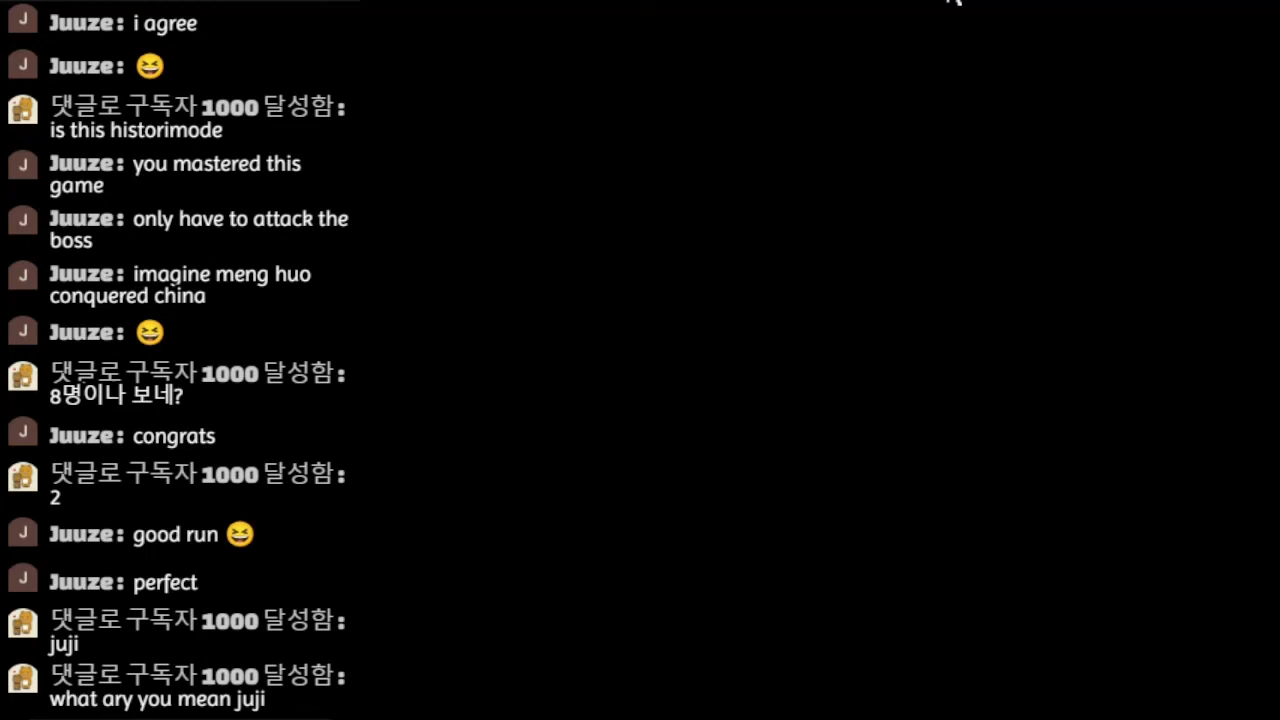 J Juuze: i agree
J Juuze: 😆
댓글로 구독자 1000 달성함:
is this historimode
J Juuze: you mastered this
game
J Juuze: only have to attack the
boss
J Juuze: imagine meng huo
conquered china
J Juuze: 😆
댓글로 구독자 1000 달성함:
8명이나 보네?
J Juuze: congrats
댓글로 구독자 1000 달성함:
2
J Juuze: good run 😆
J Juuze: perfect
댓글로 구독자 1000 달성함:
juji
댓글로 구독자 1000 달성함:
what ary you mean juji